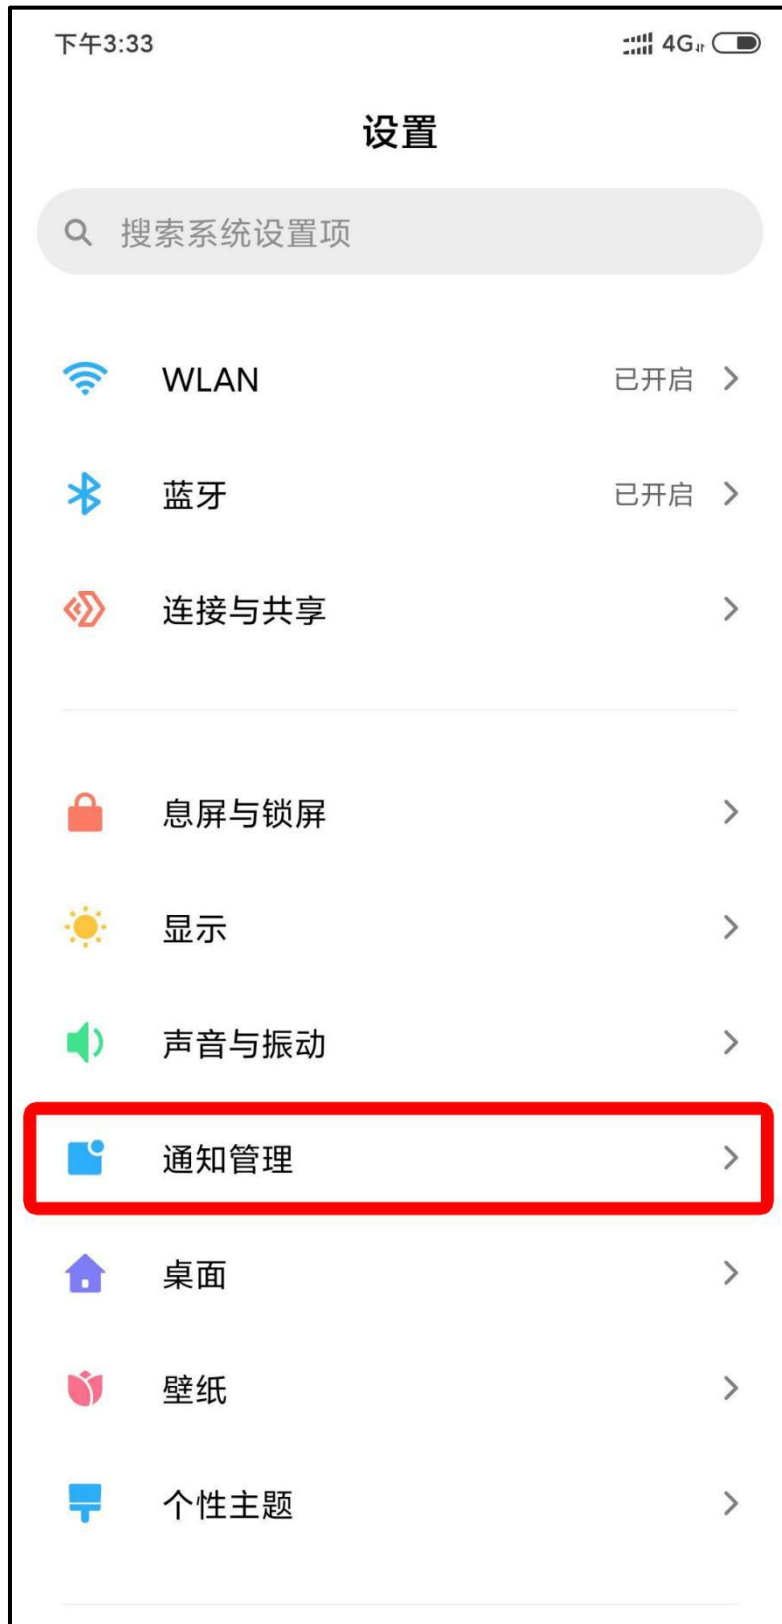 下午3:33 4G
设置
搜索系统设置项
WLAN 已开启
蓝牙 已开启
连接与共享
息屏与锁屏
显示
声音与振动
通知管理
桌面
壁纸
个性主题